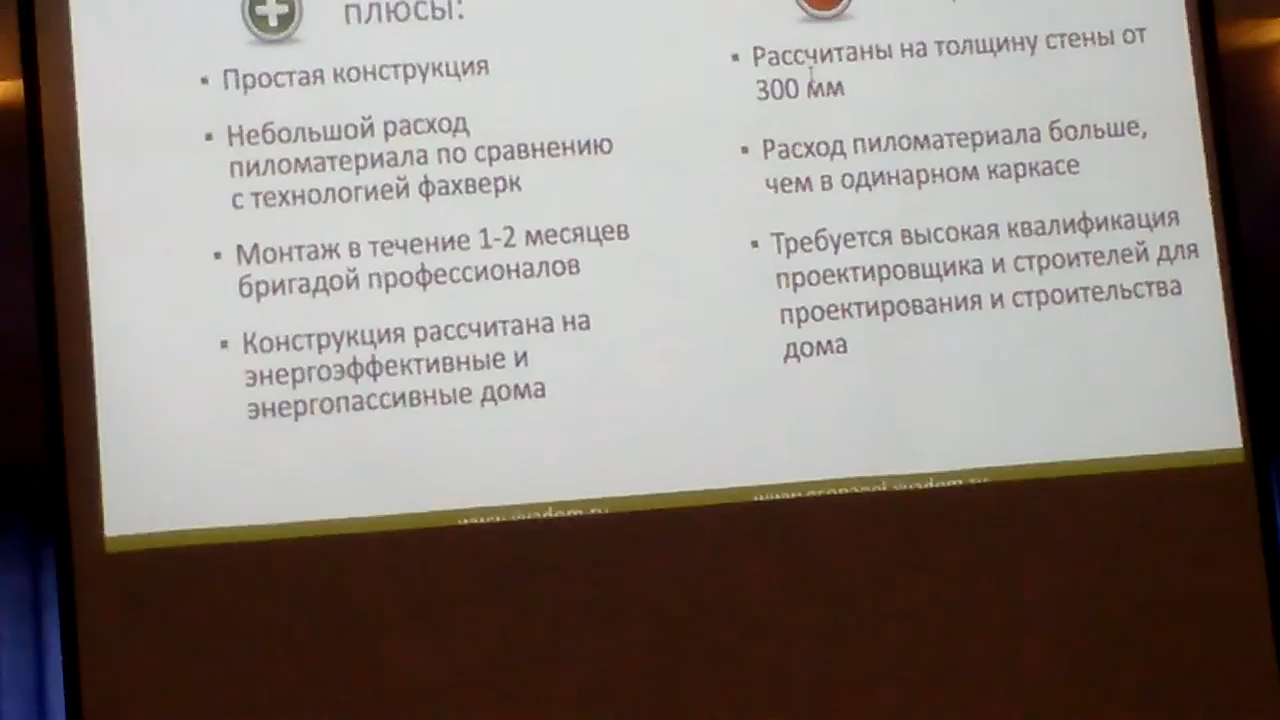 плюсы:
▪ Простая конструкция
▪ Небольшой расход
пиломатериала по сравнению
с технологией фахверк
▪ Монтаж в течение 1-2 месяцев
бригадой профессионалов
▪ Конструкция рассчитана на
энергоэффективные и
энергопассивные дома
▪ Рассчитаны на толщину стены от
300 мм
▪ Расход пиломатериала больше,
чем в одинарном каркасе
▪ Требуется высокая квалификация
проектировщика и строителей для
проектирования и строительства
дома